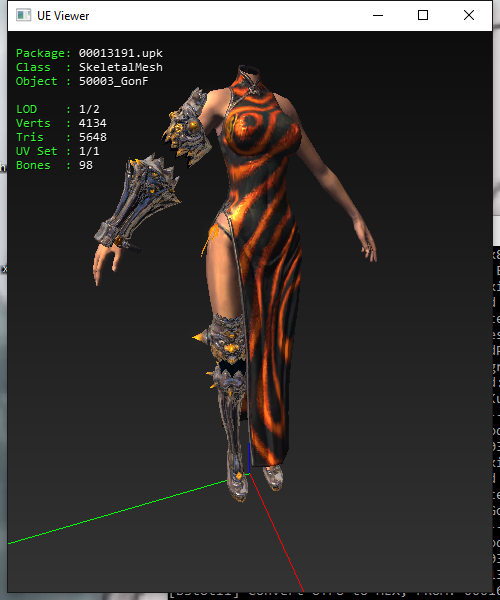 UE Viewer
Package: 00013191.upk
Class : SkeletalMesh
Object : 50003_GonF
LOD : 1/2
Verts : 4134
Tris : 5648
UV Set : 1/1
Bones : 98